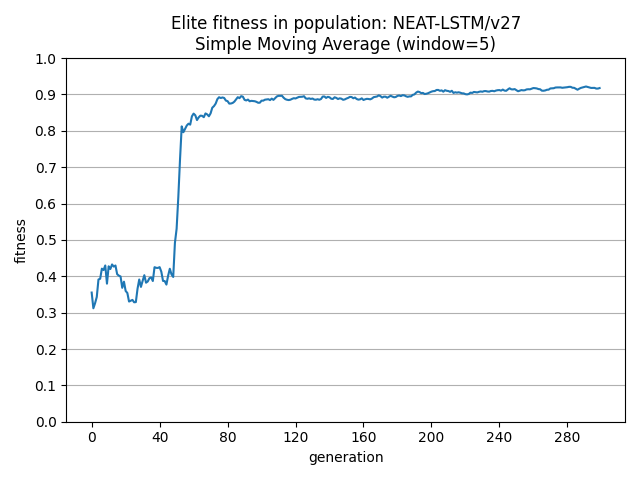 Elite fitness in population: NEAT-LSTM/v27
Simple Moving Average (window=5)
1.0
0.9
0.8
0.7
0.6
0.5
0.4
0.3
0.2
0.1
0.0
fitness
0 40 80 120 160 200 240 280
generation